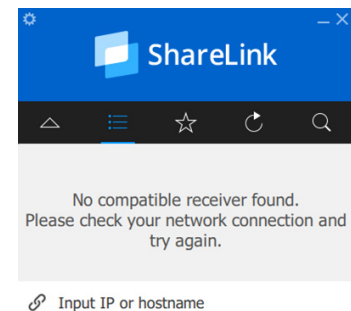 ShareLink
No compatible receiver found.
Please check your network connection and
try again.
Input IP or hostname